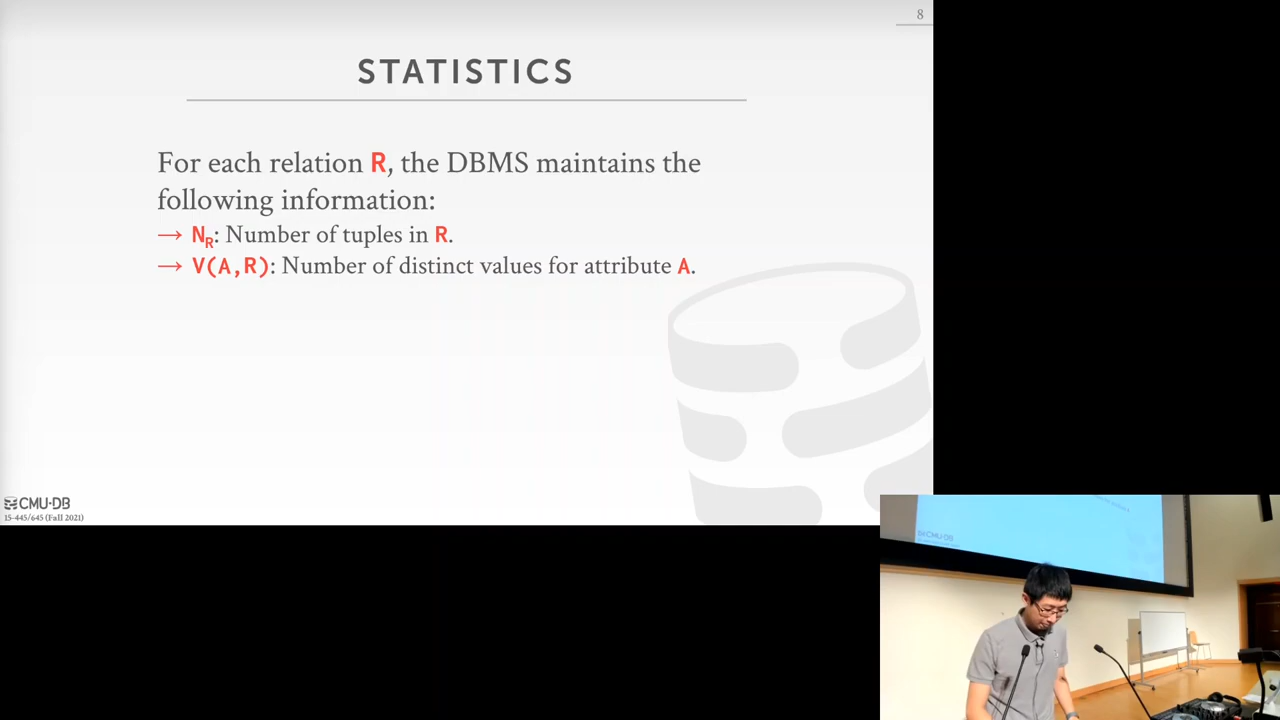 8
STATISTICS
For each relation R, the DBMS maintains the
following information:
→ NR: Number of tuples in R.
→ V(A,R): Number of distinct values for attribute A.
CMU·DB
15-445/645 (Fall 2021)